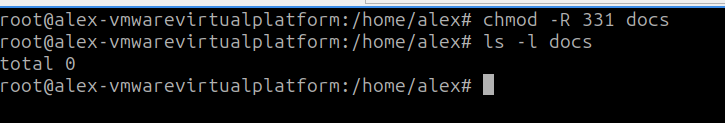 root@alex-vmwarevirtualplatform:/home/alex# chmod -R 331 docs
root@alex-vmwarevirtualplatform:/home/alex# ls -l docs
total 0
root@alex-vmwarevirtualplatform:/home/alex#